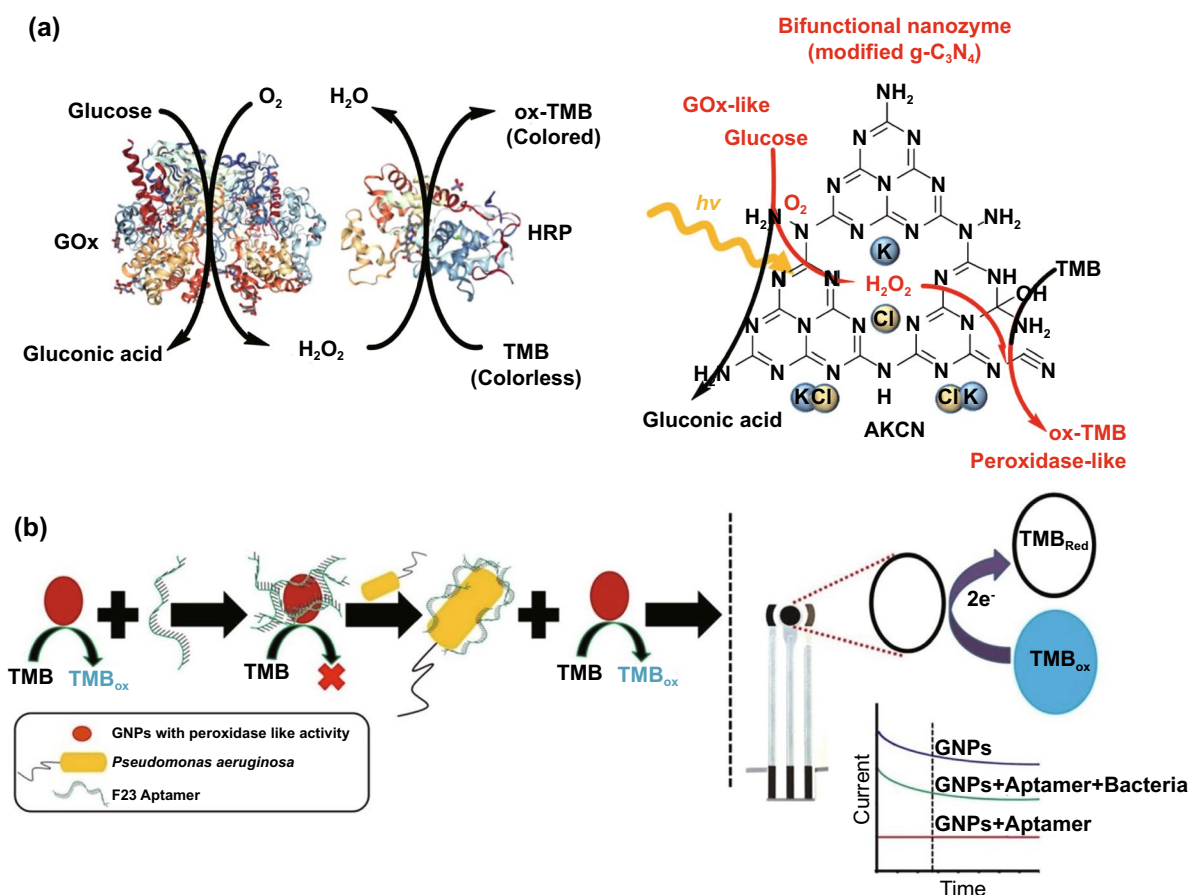 (a)
Glucose
O₂
H₂O
ox-TMB
(Colored)
GOx
HRP
Gluconic acid
H₂O₂
TMB
(Colorless)
Bifunctional nanozyme
(modified g-C₃N₄)
GOx-like
Glucose
hv
O₂
H₂N
NH₂
N
N
N
N
N
N
N
N
NH₂
N
K
N
N
N
NH
OH
TMB
H₂O₂
Cl
N
N
N
N
N
N
NH₂
H₂N
N
N
N
N
N
N
N
H
KCl
ClK
Gluconic acid
AKCN
ox-TMB
Peroxidase-like
(b)
TMB
TMBox
TMB
TMB
TMBox
GNPs with peroxidase like activity
Pseudomonas aeruginosa
F23 Aptamer
TMBRed
2e⁻
TMBox
Current
GNPs
GNPs+Aptamer+Bacteria
GNPs+Aptamer
Time